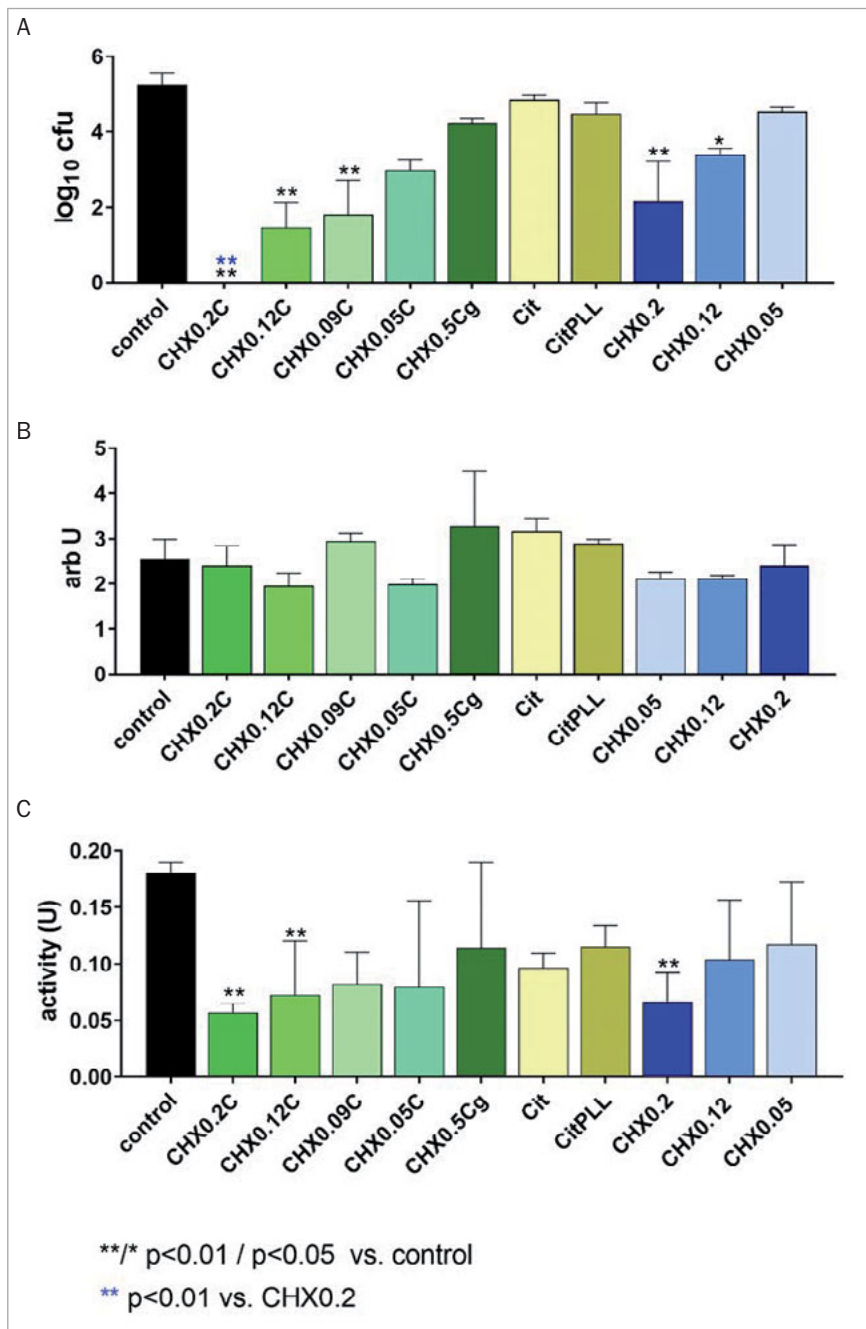 A
6
4
2
0
log10 cfu
**
**
**
**
**
*
control
CHX0.2C
CHX0.12C
CHX0.09C
CHX0.05C
CHX0.5Cg
Cit
CitPLL
CHX0.2
CHX0.12
CHX0.05
B
5
4
3
2
1
0
arb U
control
CHX0.2C
CHX0.12C
CHX0.09C
CHX0.05C
CHX0.5Cg
Cit
CitPLL
CHX0.05
CHX0.12
CHX0.2
C
0.20
0.15
0.10
0.05
0.00
activity (U)
**
**
**
control
CHX0.2C
CHX0.12C
CHX0.09C
CHX0.05C
CHX0.5Cg
Cit
CitPLL
CHX0.2
CHX0.12
CHX0.05
**/* p<0.01 / p<0.05 vs. control
** p<0.01 vs. CHX0.2